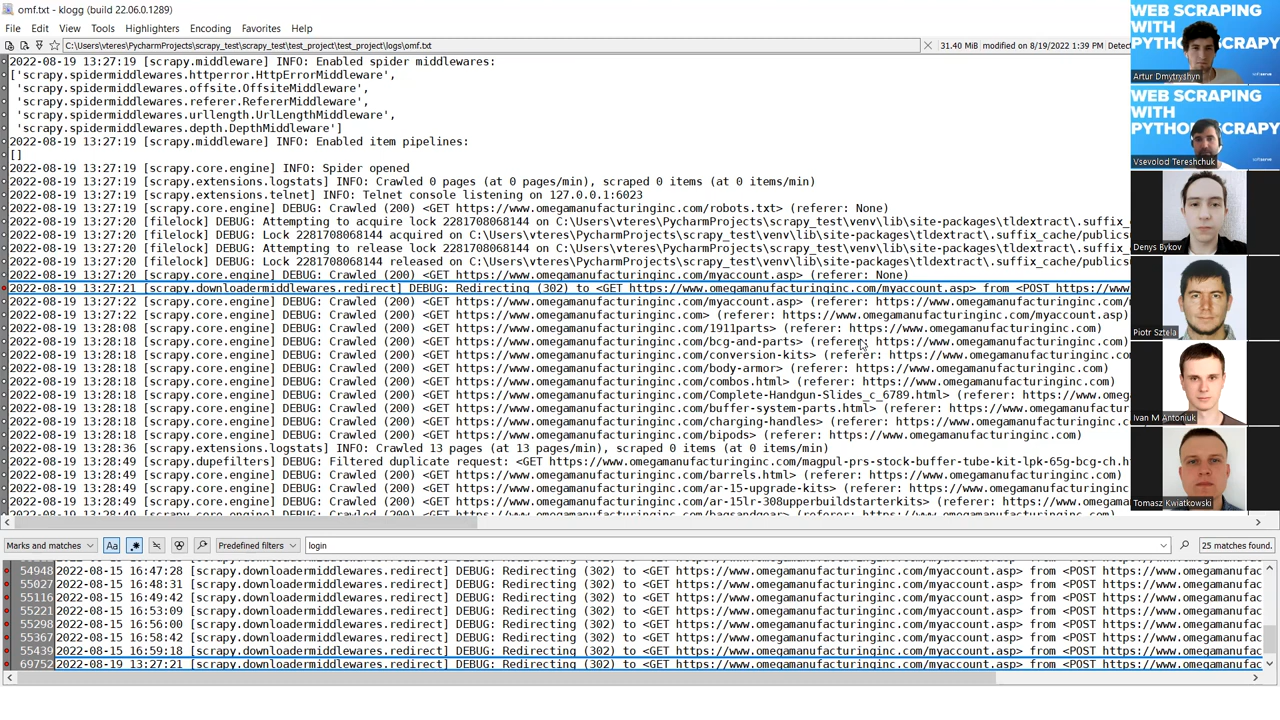 omf.txt - klogg (build 22.06.0.1289)
File Edit View Tools Highlighters Encoding Favorites Help
C:\Users\vteres\PycharmProjects\scrapy_test\scrapy_test\test_project\test_project\logs\omf.txt
31.40 MiB modified on 8/19/2022 1:39 PM Detect
2022-08-19 13:27:19 [scrapy.middleware] INFO: Enabled spider middlewares:
['scrapy.spidermiddlewares.httperror.HttpErrorMiddleware',
'scrapy.spidermiddlewares.offsite.OffsiteMiddleware',
'scrapy.spidermiddlewares.referer.RefererMiddleware',
'scrapy.spidermiddlewares.urllength.UrlLengthMiddleware',
'scrapy.spidermiddlewares.depth.DepthMiddleware']
2022-08-19 13:27:19 [scrapy.middleware] INFO: Enabled item pipelines:
[]
2022-08-19 13:27:19 [scrapy.core.engine] INFO: Spider opened
2022-08-19 13:27:19 [scrapy.extensions.logstats] INFO: Crawled 0 pages (at 0 pages/min), scraped 0 items (at 0 items/min)
2022-08-19 13:27:19 [scrapy.extensions.telnet] INFO: Telnet console listening on 127.0.0.1:6023
2022-08-19 13:27:19 [scrapy.core.engine] DEBUG: Crawled (200) <GET https://www.omegamanufacturinginc.com/robots.txt> (referer: None)
2022-08-19 13:27:20 [filelock] DEBUG: Attempting to acquire lock 2281708068144 on C:\Users\vteres\PycharmProjects\scrapy_test\venv\lib\site-packages\tldextract\.suffix_c
2022-08-19 13:27:20 [filelock] DEBUG: Lock 2281708068144 acquired on C:\Users\vteres\PycharmProjects\scrapy_test\venv\lib\site-packages\tldextract\.suffix_cache/publics
2022-08-19 13:27:20 [filelock] DEBUG: Attempting to release lock 2281708068144 on C:\Users\vteres\PycharmProjects\scrapy_test\venv\lib\site-packages\tldextract\.suffix_c
2022-08-19 13:27:20 [filelock] DEBUG: Lock 2281708068144 released on C:\Users\vteres\PycharmProjects\scrapy_test\venv\lib\site-packages\tldextract\.suffix_cache/publics
2022-08-19 13:27:20 [scrapy.core.engine] DEBUG: Crawled (200) <GET https://www.omegamanufacturinginc.com/myaccount.asp> (referer: None)
2022-08-19 13:27:21 [scrapy.downloadermiddlewares.redirect] DEBUG: Redirecting (302) to <GET https://www.omegamanufacturinginc.com/myaccount.asp> from <POST https://www
2022-08-19 13:27:22 [scrapy.core.engine] DEBUG: Crawled (200) <GET https://www.omegamanufacturinginc.com/myaccount.asp> (referer: https://www.omegamanufacturinginc.com/m
2022-08-19 13:27:22 [scrapy.core.engine] DEBUG: Crawled (200) <GET https://www.omegamanufacturinginc.com> (referer: https://www.omegamanufacturinginc.com/myaccount.asp)
2022-08-19 13:28:08 [scrapy.core.engine] DEBUG: Crawled (200) <GET https://www.omegamanufacturinginc.com/1911parts> (referer: https://www.omegamanufacturinginc.com)
2022-08-19 13:28:18 [scrapy.core.engine] DEBUG: Crawled (200) <GET https://www.omegamanufacturinginc.com/bcg-and-parts> (referer: https://www.omegamanufacturinginc.com)
2022-08-19 13:28:18 [scrapy.core.engine] DEBUG: Crawled (200) <GET https://www.omegamanufacturinginc.com/conversion-kits> (referer: https://www.omegamanufacturinginc.com
2022-08-19 13:28:18 [scrapy.core.engine] DEBUG: Crawled (200) <GET https://www.omegamanufacturinginc.com/body-armor> (referer: https://www.omegamanufacturinginc.com)
2022-08-19 13:28:18 [scrapy.core.engine] DEBUG: Crawled (200) <GET https://www.omegamanufacturinginc.com/combos.html> (referer: https://www.omegamanufacturinginc.com)
2022-08-19 13:28:18 [scrapy.core.engine] DEBUG: Crawled (200) <GET https://www.omegamanufacturinginc.com/Complete-Handgun-Slides_c_6789.html> (referer: https://www.omega
2022-08-19 13:28:18 [scrapy.core.engine] DEBUG: Crawled (200) <GET https://www.omegamanufacturinginc.com/buffer-system-parts.html> (referer: https://www.omegamanufactur
2022-08-19 13:28:18 [scrapy.core.engine] DEBUG: Crawled (200) <GET https://www.omegamanufacturinginc.com/charging-handles> (referer: https://www.omegamanufacturinginc.co
2022-08-19 13:28:18 [scrapy.core.engine] DEBUG: Crawled (200) <GET https://www.omegamanufacturinginc.com/bipods> (referer: https://www.omegamanufacturinginc.com)
2022-08-19 13:28:36 [scrapy.extensions.logstats] INFO: Crawled 13 pages (at 13 pages/min), scraped 0 items (at 0 items/min)
2022-08-19 13:28:49 [scrapy.dupefilters] DEBUG: Filtered duplicate request: <GET https://www.omegamanufacturinginc.com/magpul-prs-stock-buffer-tube-kit-lpk-65g-bcg-ch.ht
2022-08-19 13:28:49 [scrapy.core.engine] DEBUG: Crawled (200) <GET https://www.omegamanufacturinginc.com/barrels.html> (referer: https://www.omegamanufacturinginc.com)
2022-08-19 13:28:49 [scrapy.core.engine] DEBUG: Crawled (200) <GET https://www.omegamanufacturinginc.com/ar-15-upgrade-kits> (referer: https://www.omegamanufacturinginc
2022-08-19 13:28:49 [scrapy.core.engine] DEBUG: Crawled (200) <GET https://www.omegamanufacturinginc.com/ar-15lr-308upperbuildstarterkits> (referer: https://www.omegaman
Marks and matches Aa Predefined filters login 25 matches found.
54948 2022-08-15 16:47:28 [scrapy.downloadermiddlewares.redirect] DEBUG: Redirecting (302) to <GET https://www.omegamanufacturinginc.com/myaccount.asp> from <POST https://www.omegamanufac
55027 2022-08-15 16:48:31 [scrapy.downloadermiddlewares.redirect] DEBUG: Redirecting (302) to <GET https://www.omegamanufacturinginc.com/myaccount.asp> from <POST https://www.omegamanufac
55116 2022-08-15 16:49:42 [scrapy.downloadermiddlewares.redirect] DEBUG: Redirecting (302) to <GET https://www.omegamanufacturinginc.com/myaccount.asp> from <POST https://www.omegamanufac
55221 2022-08-15 16:53:09 [scrapy.downloadermiddlewares.redirect] DEBUG: Redirecting (302) to <GET https://www.omegamanufacturinginc.com/myaccount.asp> from <POST https://www.omegamanufac
55298 2022-08-15 16:56:00 [scrapy.downloadermiddlewares.redirect] DEBUG: Redirecting (302) to <GET https://www.omegamanufacturinginc.com/myaccount.asp> from <POST https://www.omegamanufac
55367 2022-08-15 16:58:42 [scrapy.downloadermiddlewares.redirect] DEBUG: Redirecting (302) to <GET https://www.omegamanufacturinginc.com/myaccount.asp> from <POST https://www.omegamanufac
55439 2022-08-15 16:59:18 [scrapy.downloadermiddlewares.redirect] DEBUG: Redirecting (302) to <GET https://www.omegamanufacturinginc.com/myaccount.asp> from <POST https://www.omegamanufac
69752 2022-08-19 13:27:21 [scrapy.downloadermiddlewares.redirect] DEBUG: Redirecting (302) to <GET https://www.omegamanufacturinginc.com/myaccount.asp> from <POST https://www.omegamanufac
WEB SCRAPING
WITH
Artur Dmytryshyn
WEB SCRAPING
WITH
Vsevolod Tereshchuk
Denys Bykov
Piotr Sztela
Ivan M Antoniuk
Tomasz Kwiatkowski